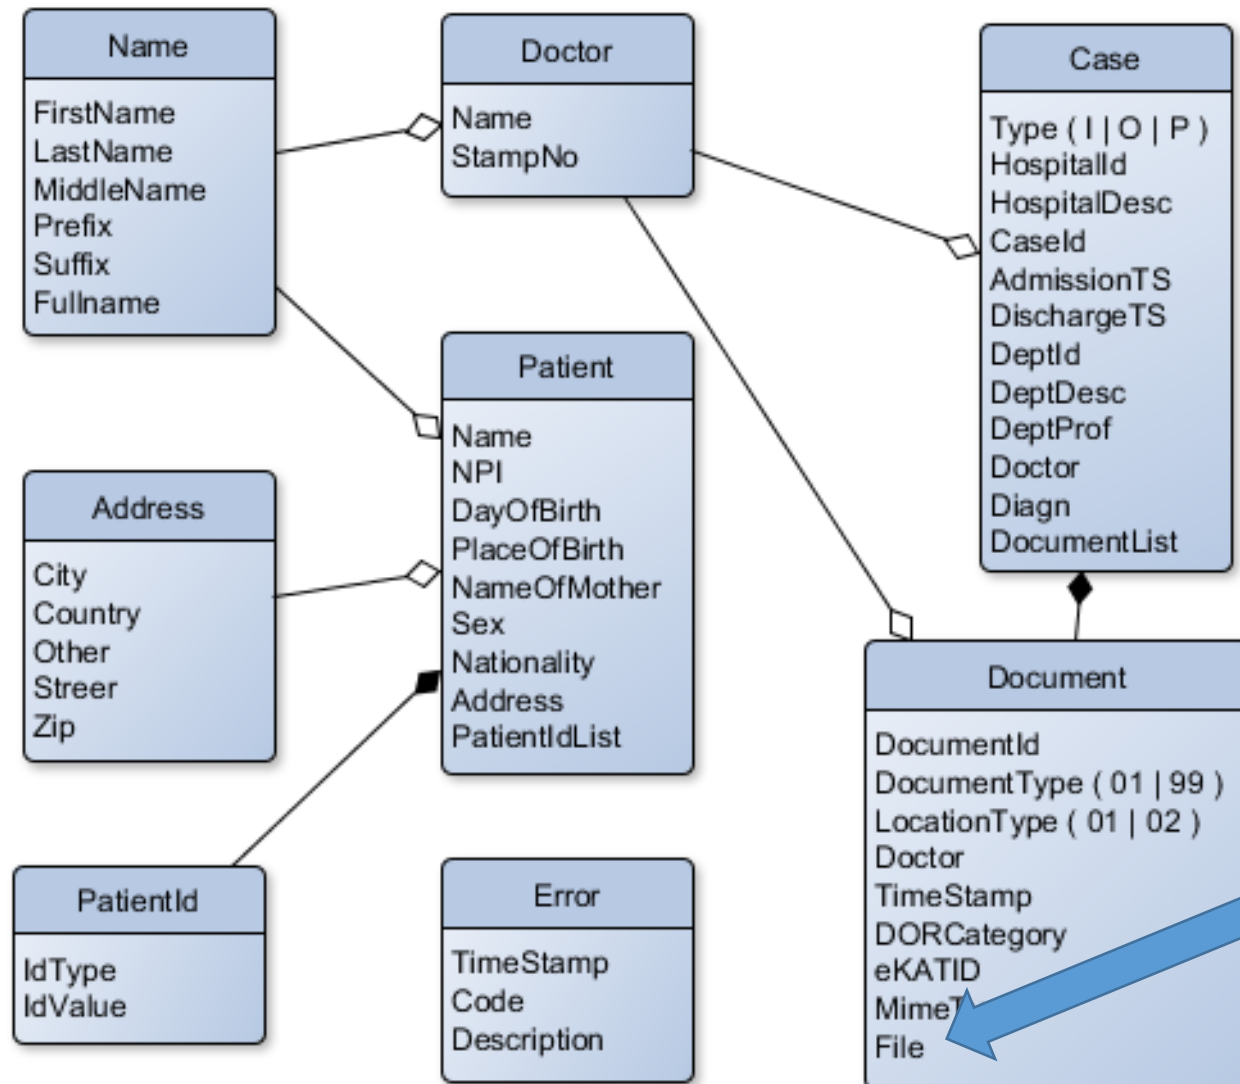 Name
FirstName
LastName
MiddleName
Prefix
Suffix
Fullname
Doctor
Name
StampNo
Case
Type ( I | O | P )
HospitalId
HospitalDesc
CaseId
AdmissionTS
DischargeTS
DeptId
DeptDesc
DeptProf
Doctor
Diagn
DocumentList
Patient
Name
NPI
DayOfBirth
PlaceOfBirth
NameOfMother
Sex
Nationality
Address
PatientIdList
Address
City
Country
Other
Streer
Zip
PatientId
IdType
IdValue
Error
TimeStamp
Code
Description
Document
DocumentId
DocumentType ( 01 | 99 )
LocationType ( 01 | 02 )
Doctor
TimeStamp
DORCategory
eKATID
File